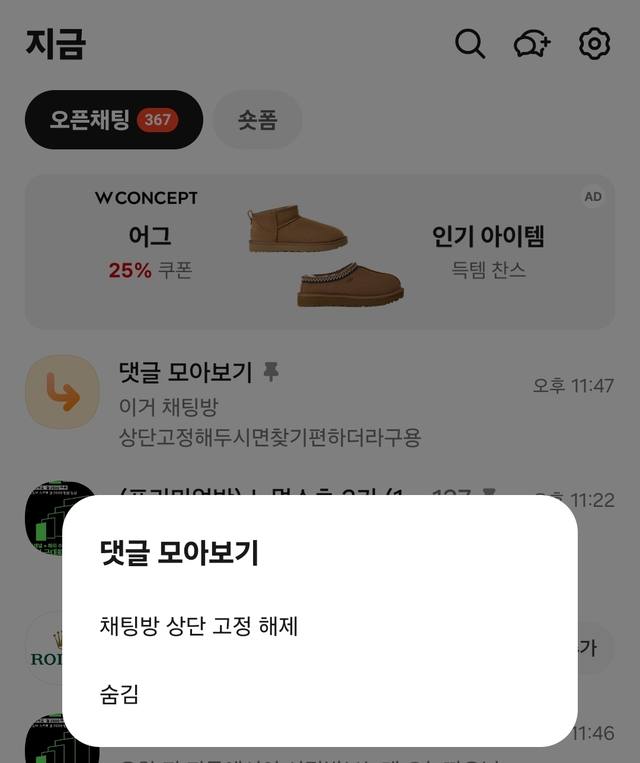 지금
오픈채팅 367
숏폼
W CONCEPT
어그
25% 쿠폰
인기 아이템
득템 찬스
AD
댓글 모아보기
오후 11:47
이거 채팅방
상단고정해두시면찾기편하더라구용
127
오후 11:22
댓글 모아보기
채팅방 상단 고정 해제
숨김
11:46